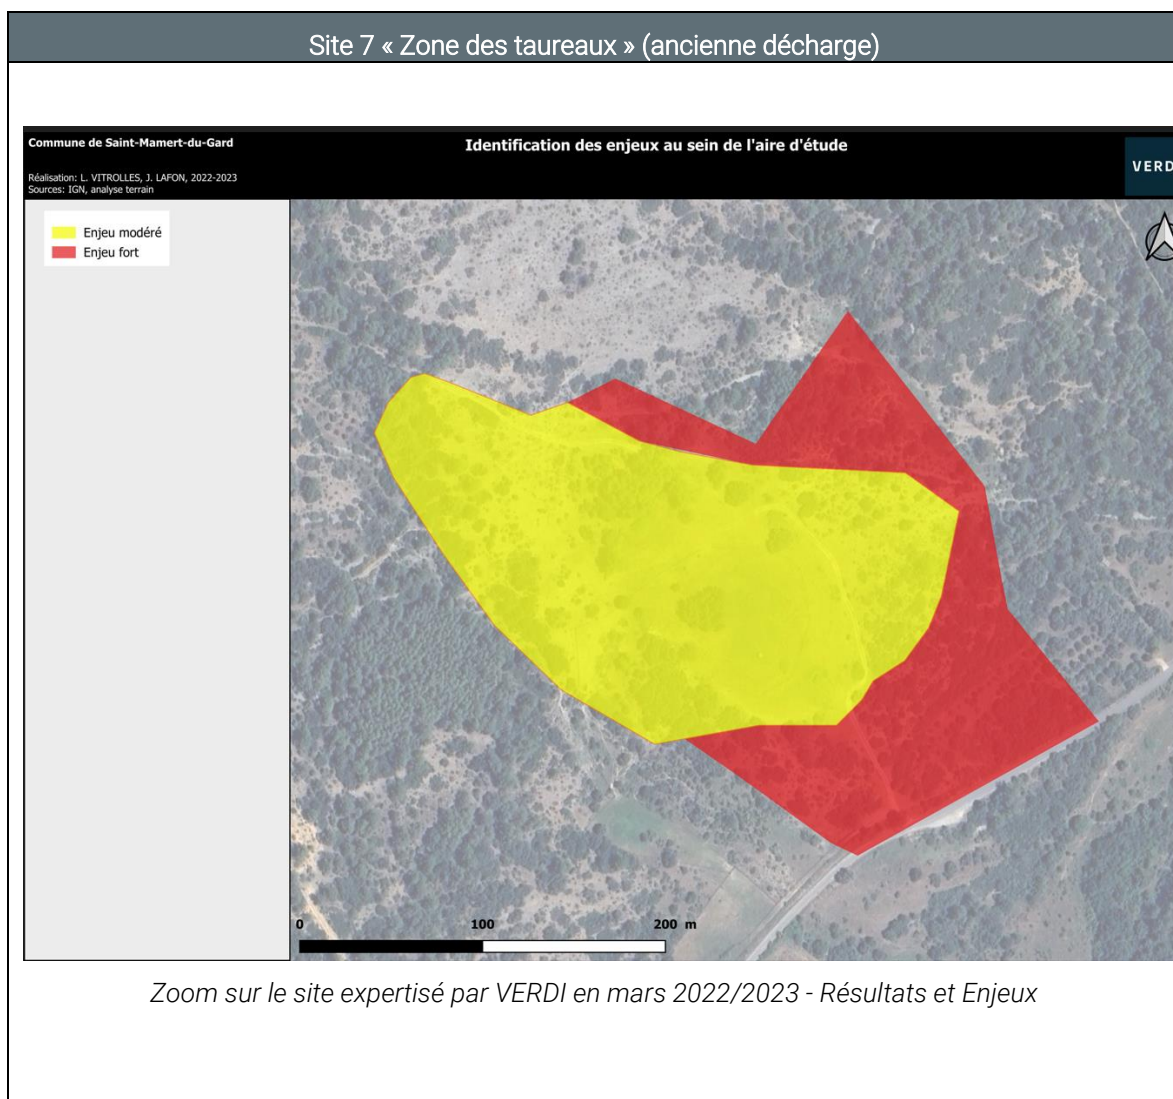 Site 7 « Zone des taureaux » (ancienne décharge)
Commune de Saint-Mamert-du-Gard
Identification des enjeux au sein de l'aire d'étude
Réalisation: L. VITROLLES, J. LAFON, 2022-2023
Sources: IGN, analyse terrain
VERD
Enjeu modéré
Enjeu fort
0 100 200 m
Zoom sur le site expertisé par VERDI en mars 2022/2023 - Résultats et Enjeux